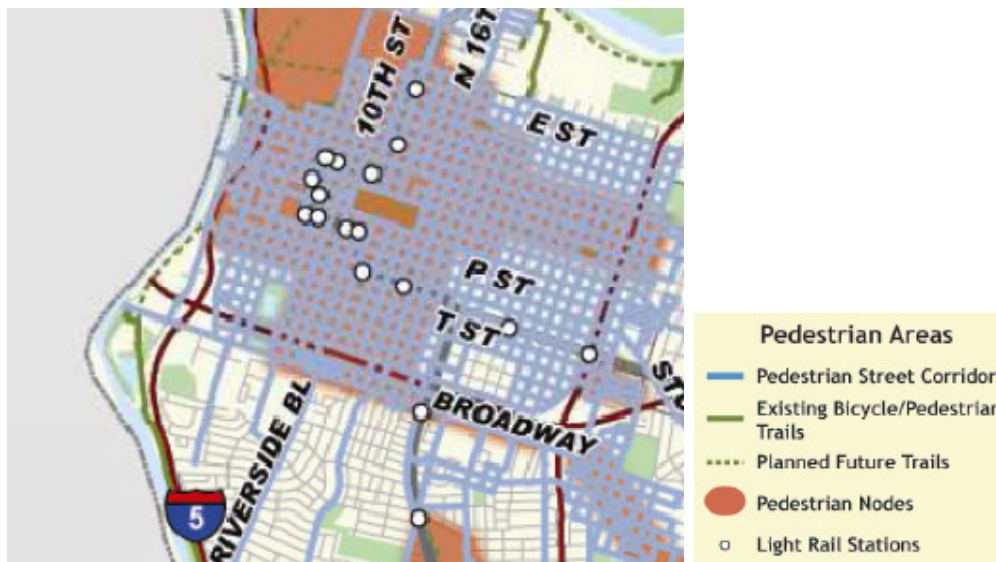 10TH ST
N 16T
E ST
P ST
T ST
STO
BROADWAY
RIVERSIDE BL
5
Pedestrian Areas
Pedestrian Street Corridor
Existing Bicycle/Pedestrian
Trails
Planned Future Trails
Pedestrian Nodes
Light Rail Stations